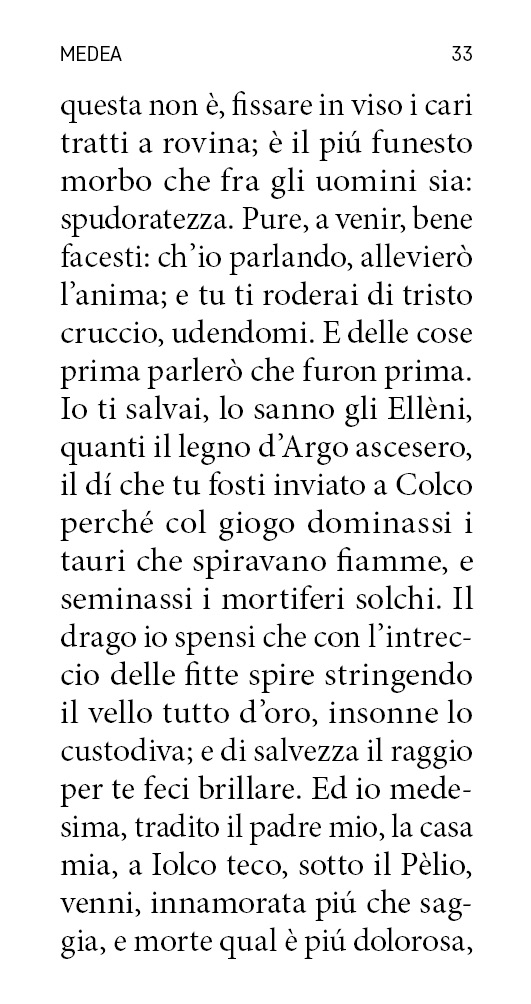 MEDEA 33
questa non è, fissare in viso i cari
tratti a rovina; è il piú funesto
morbo che fra gli uomini sia:
spudoratezza. Pure, a venir, bene
facesti: ch’io parlando, allevierò
l’anima; e tu ti roderai di tristo
cruccio, udendomi. E delle cose
prima parlerò che furon prima.
Io ti salvai, lo sanno gli Ellèni,
quanti il legno d’Argo ascesero,
il dí che tu fosti inviato a Colco
perché col giogo dominassi i
tauri che spiravano fiamme, e
seminassi i mortiferi solchi. Il
drago io spensi che con l’intrec-
cio delle fitte spire stringendo
il vello tutto d’oro, insonne lo
custodiva; e di salvezza il raggio
per te feci brillare. Ed io mede-
sima, tradito il padre mio, la casa
mia, a Iolco teco, sotto il Pèlio,
venni, innamorata piú che sag-
gia, e morte qual è piú dolorosa,